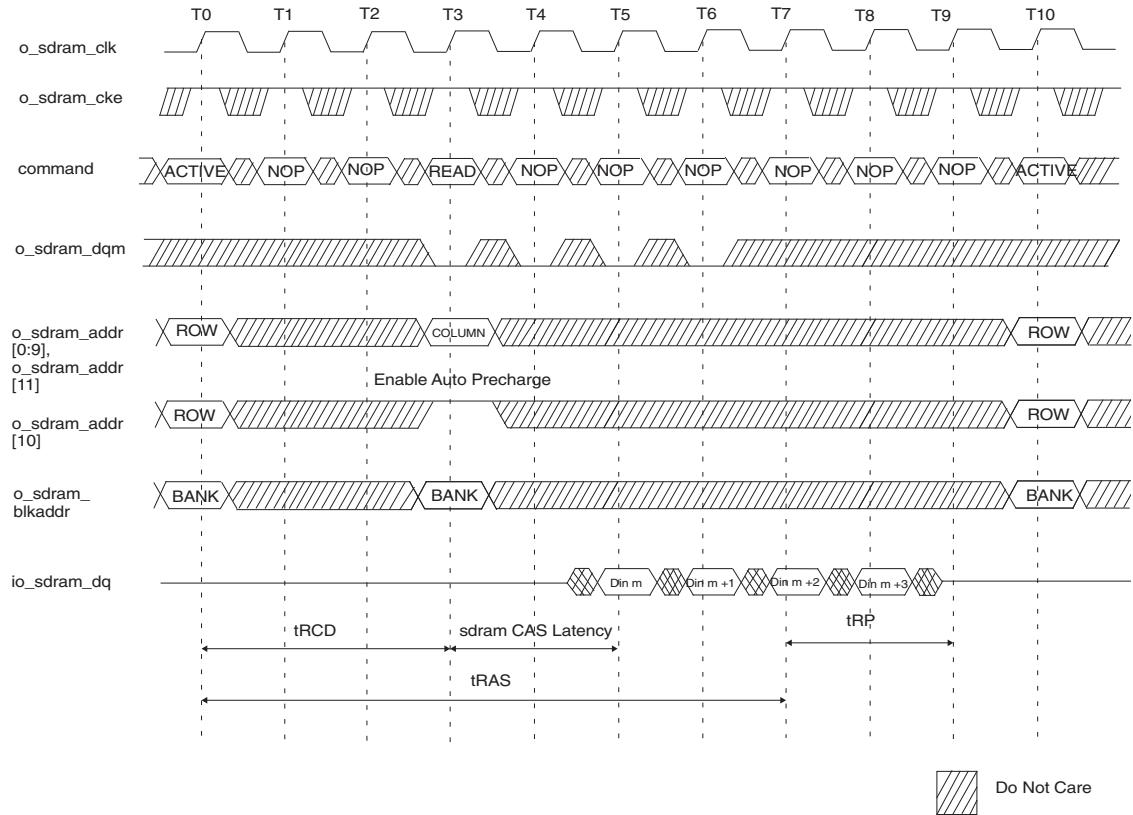 T0 T1 T2 T3 T4 T5 T6 T7 T8 T9 T10
o_sdram_clk
o_sdram_cke
command ACTIVE NOP NOP READ NOP NOP NOP NOP NOP NOP ACTIVE
o_sdram_dqm
o_sdram_addr ROW COLUMN ROW
[0:9],
o_sdram_addr
[11]
Enable Auto Precharge
o_sdram_addr ROW ROW
[10]
o_sdram_ BANK BANK BANK
blkaddr
io_sdram_dq Din m Din m +1 Din m +2 Din m +3
tRCD sdram CAS Latency tRP
tRAS
Do Not Care